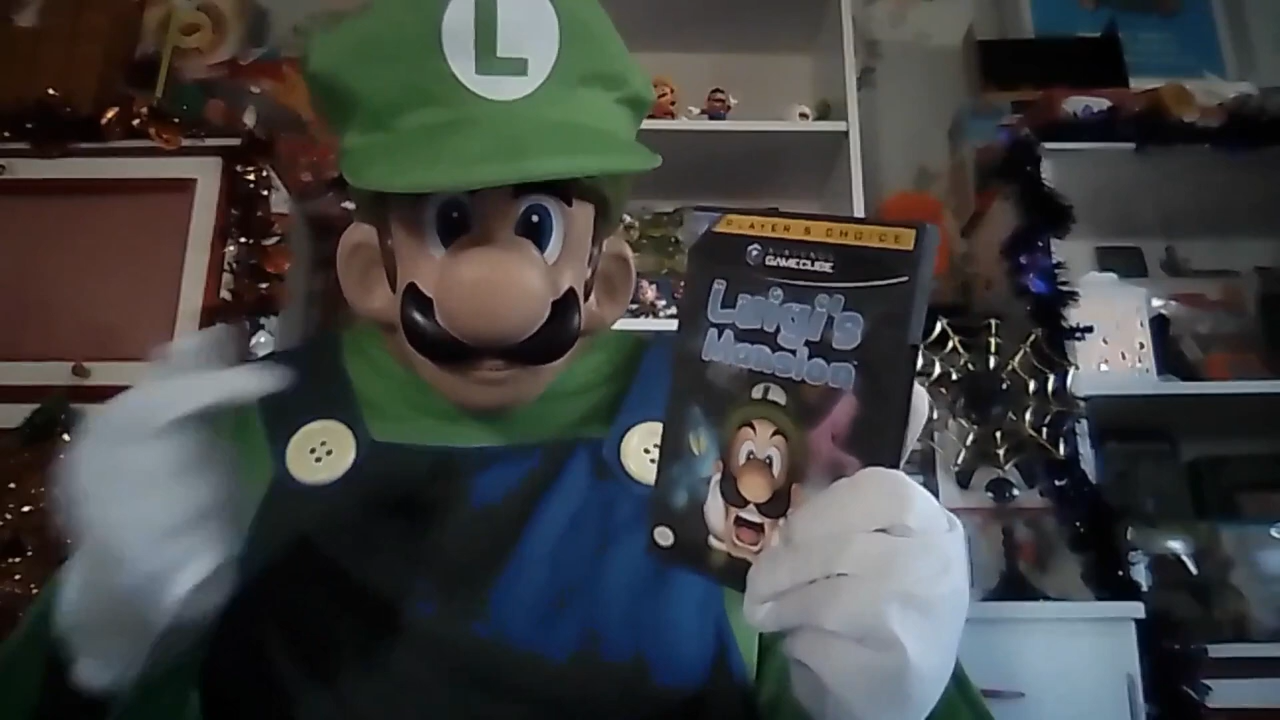 L
PLAYER'S CHOICE
NINTENDO
GAMECUBE
Luigi's
Mansion
L